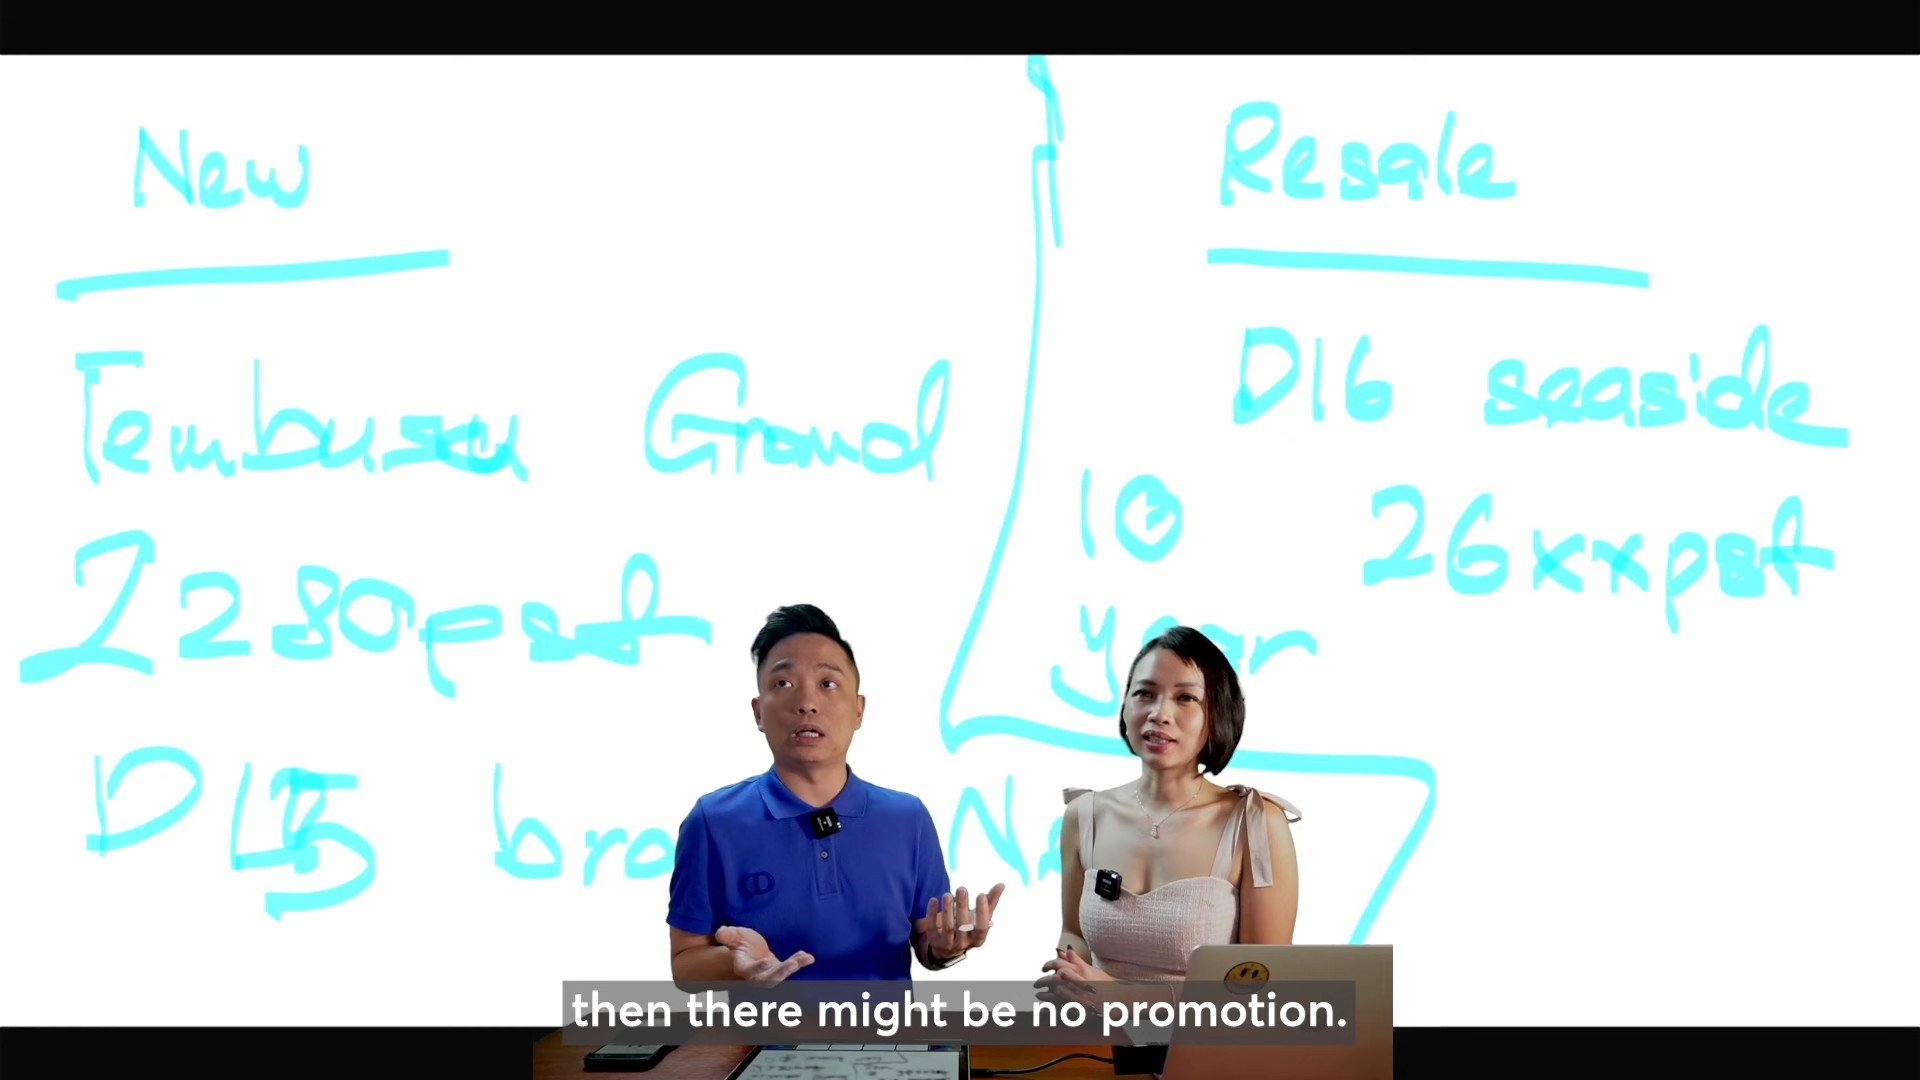 New
Tembusu Grand
2280psf
D15
Resale
D16 seaside
10 26xxpsf
year
then there might be no promotion.